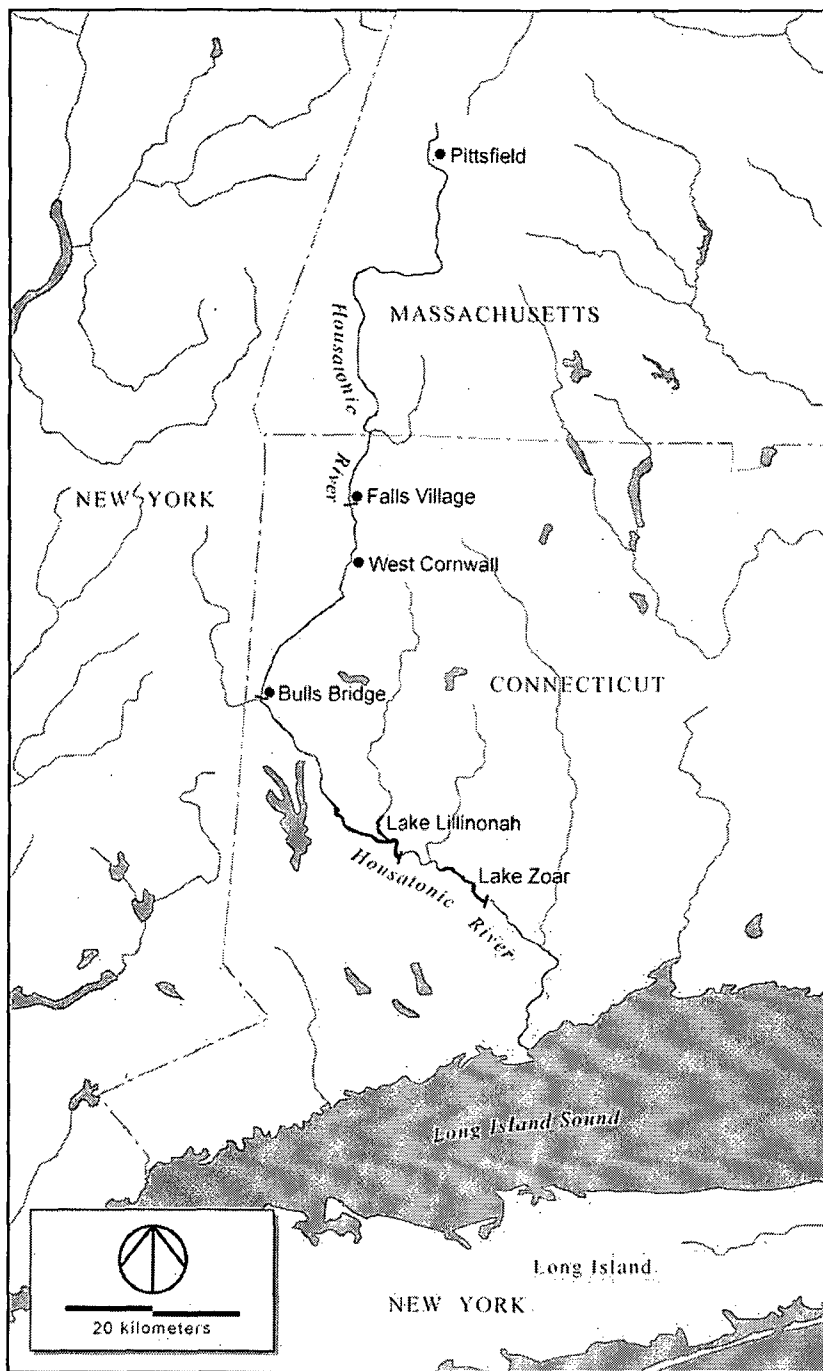 Pittsfield
MASSACHUSETTS
Housatonic
River
NEW YORK
Falls Village
West Cornwall
CONNECTICUT
Bulls Bridge
Lake Lillinonah
Lake Zoar
Housatonic River
Long Island Sound
Long Island
NEW YORK
20 kilometers